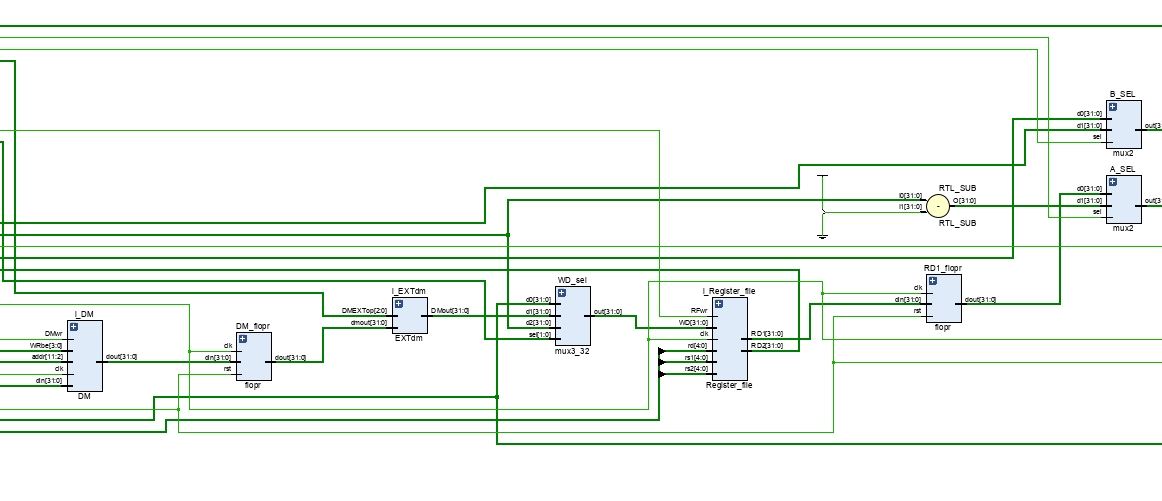 B_SEL
d0[31:0]
d1[31:0]
sel
out[3
mux2
A_SEL
d0[31:0]
d1[31:0]
sel
out[3
mux2
RTL_SUB
I0[31:0]
I1[31:0]
-
O[31:0]
RTL_SUB
RD1_flopr
clk
din[31:0]
rst
dout[31:0]
flopr
WD_sel
d0[31:0]
d1[31:0]
d2[31:0]
sel[1:0]
out[31:0]
mux3_32
I_Register_file
RFwr
WD[31:0]
clk
rd[4:0]
rs1[4:0]
rs2[4:0]
RD1[31:0]
RD2[31:0]
Register_file
I_EXTdm
DMEXTop[2:0]
dmout[31:0]
DMout[31:0]
EXTdm
I_DM
DMwr
WRbe[3:0]
addr[11:2]
clk
din[31:0]
dout[31:0]
DM
DM_flopr
clk
din[31:0]
rst
dout[31:0]
flopr